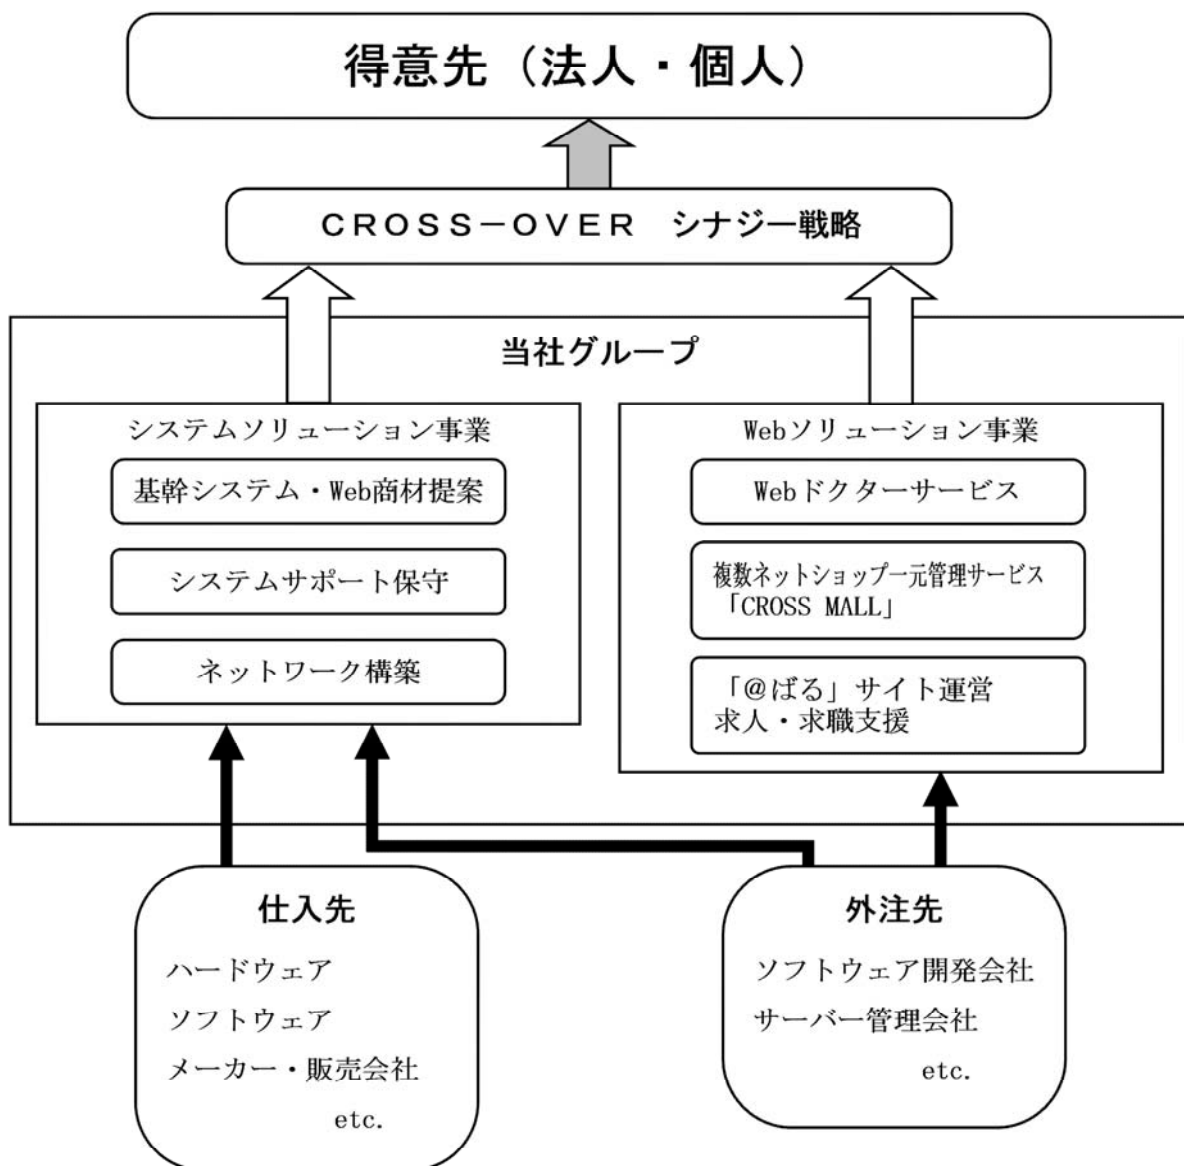 得意先（法人・個人）
ＣＲＯＳＳ－ＯＶＥＲ　シナジー戦略
当社グループ
システムソリューション事業
基幹システム・Web商材提案
システムサポート保守
ネットワーク構築
Webソリューション事業
Webドクターサービス
複数ネットショップ一元管理サービス
「CROSS MALL」
「＠ばる」サイト運営
求人・求職支援
仕入先
ハードウェア
ソフトウェア
メーカー・販売会社
etc.
外注先
ソフトウェア開発会社
サーバー管理会社
etc.